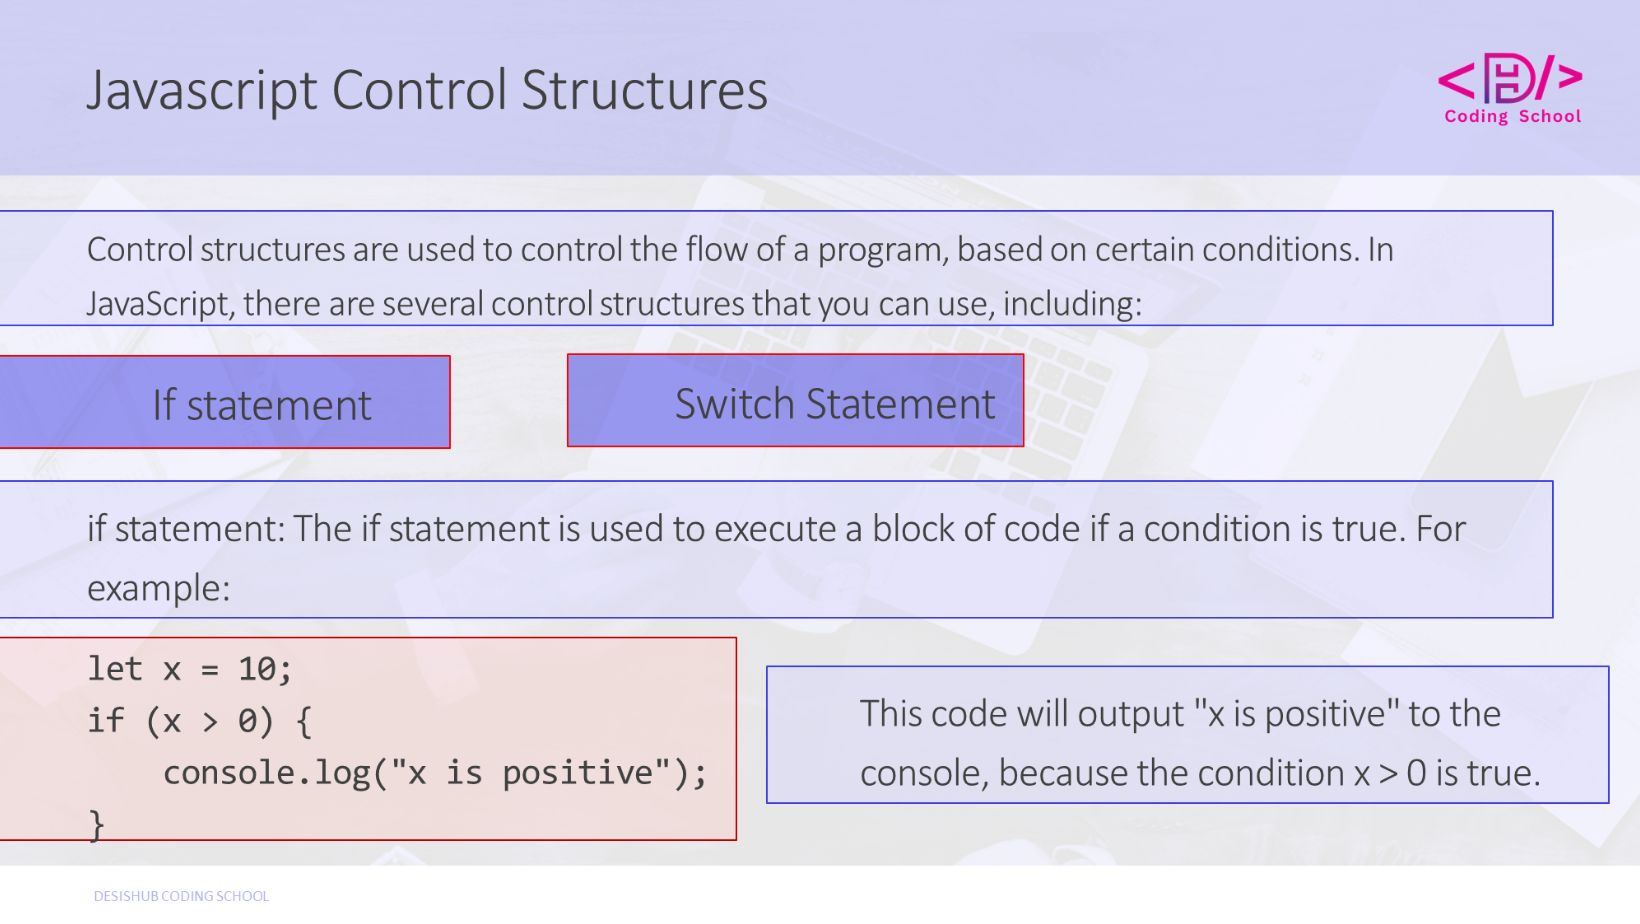 Javascript Control Structures
<DH/>
Coding School
Control structures are used to control the flow of a program, based on certain conditions. In
JavaScript, there are several control structures that you can use, including:
If statement
Switch Statement
if statement: The if statement is used to execute a block of code if a condition is true. For
example:
let x = 10;
if (x > 0) {
    console.log("x is positive");
}
This code will output "x is positive" to the
console, because the condition x > 0 is true.
DESISHUB CODING SCHOOL